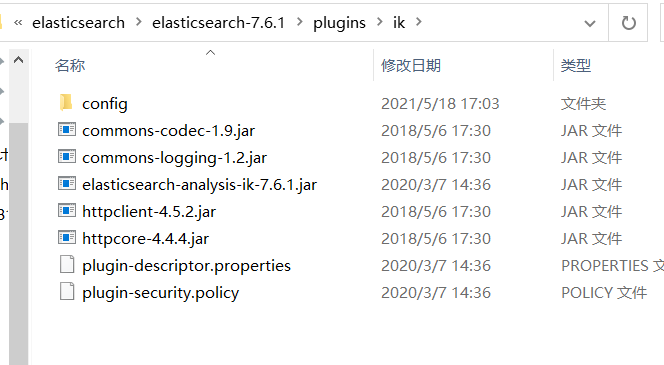 « elasticsearch > elasticsearch-7.6.1 > plugins > ik >
名称 修改日期 类型
config 2021/5/18 17:03 文件夹
commons-codec-1.9.jar 2018/5/6 17:30 JAR 文件
commons-logging-1.2.jar 2018/5/6 17:30 JAR 文件
elasticsearch-analysis-ik-7.6.1.jar 2020/3/7 14:36 JAR 文件
httpclient-4.5.2.jar 2018/5/6 17:30 JAR 文件
httpcore-4.4.4.jar 2018/5/6 17:30 JAR 文件
plugin-descriptor.properties 2020/3/7 14:36 PROPERTIES 文
plugin-security.policy 2020/3/7 14:36 POLICY 文件